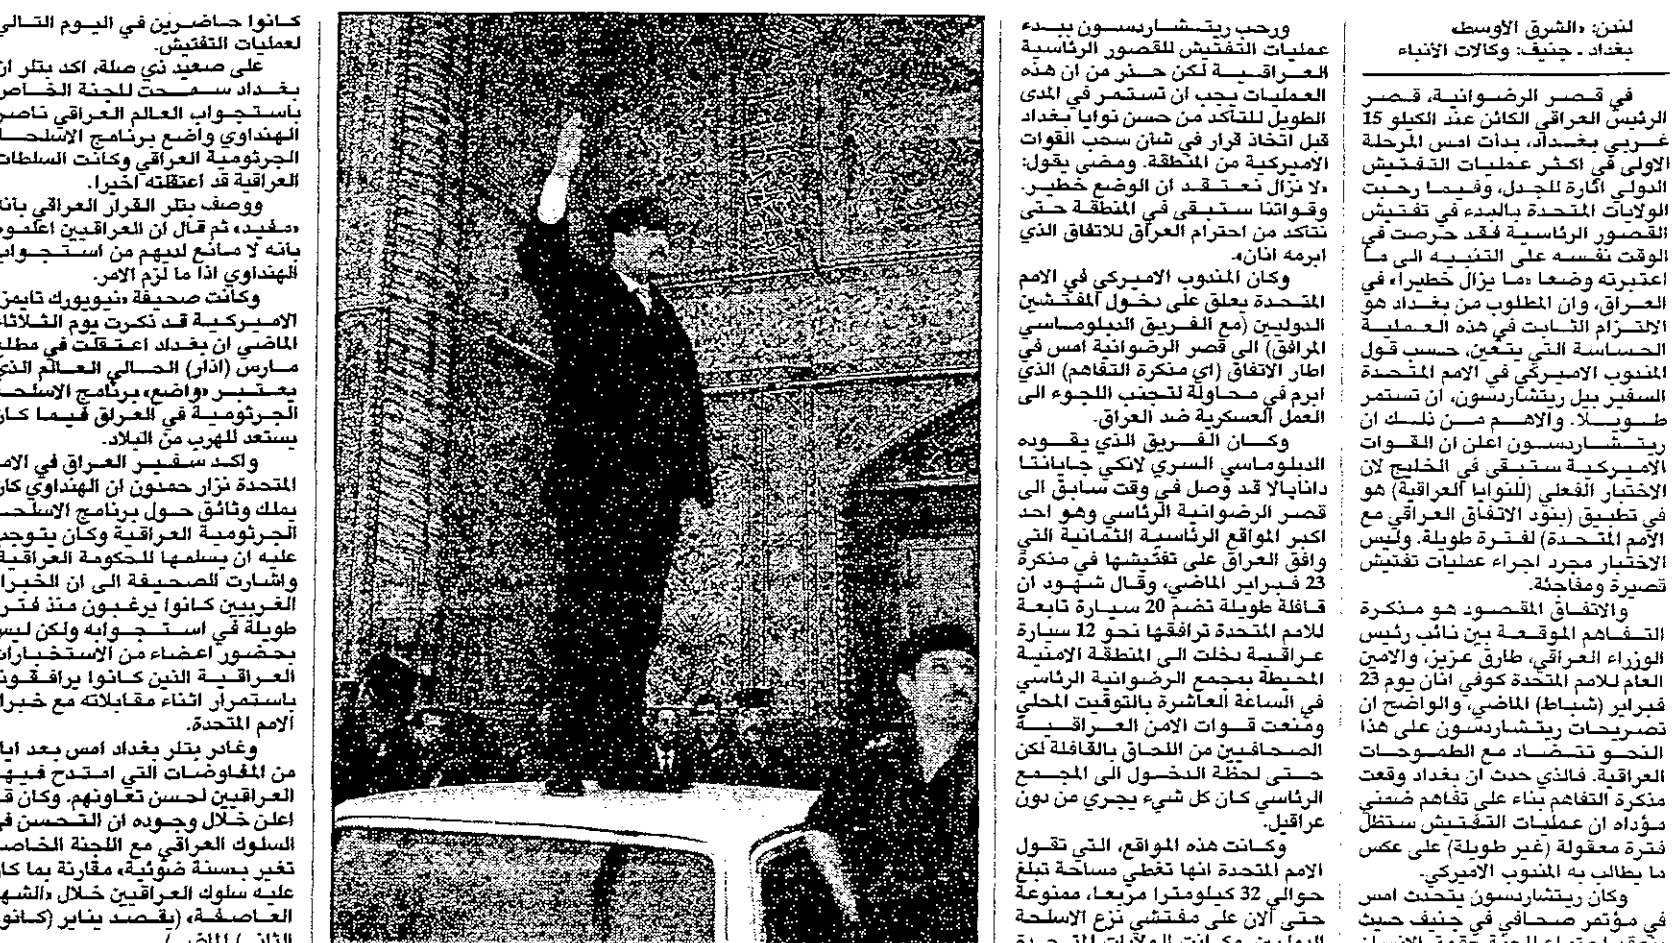 لندن: «الشرق الأوسط»
بغداد ـ جنيف: وكالات الأنباء
في قصر الرضوانية، قصر
الرئيس العراقي الكائن عند الكيلو 15
غربي بغداد، بدأت امس المرحلة
الاولى في اكثر عمليات التفتيش
الدولي اثارة للجدل، وفيما رحبت
الولايات المتحدة بالبدء في تفتيش
القصور الرئاسية فقد حرصت في
الوقت نفسه على التنبيه الى ما
اعتبرته وضعا «ما يزال خطيرا» في
العراق، وان المطلوب من بغداد هو
الالتزام الثابت في هذه العملية
الحساسة التي يتعين، حسب قول
المندوب الاميركي في الامم المتحدة
السفير بيل ريتشاردسون، ان تستمر
طويلا. والاهم من ذلك ان
ريتشاردسون اعلن ان القوات
الاميركية ستبقى في الخليج لان
الاختبار الفعلي (للنوايا العراقية) هو
في تطبيق (بنود الاتفاق العراقي مع
الأمم المتحدة) لفترة طويلة. وليس
الاختبار مجرد اجراء عمليات تفتيش
قصيرة ومفاجئة.
والاتفاق المقصود هو مذكرة
التفاهم الموقعة بين نائب رئيس
الوزراء العراقي، طارق عزيز، والامين
العام للامم المتحدة كوفي انان يوم 23
فبراير (شباط) الماضي، والواضح ان
تصريحات ريتشاردسون على هذا
النحو تتضاد مع الطموحات
العراقية. فالذي حدث ان بغداد وقعت
مذكرة التفاهم بناء على تفاهم ضمني
مؤداه ان عمليات التفتيش ستظل
فترة معقولة (غير طويلة) على عكس
ما يطالب به المندوب الاميركي.
وكان ريتشاردسون يتحدث امس
في مؤتمر صحافي في جنيف حيث
ورحب ريتشاردسون ببدء
عمليات التفتيش للقصور الرئاسية
العراقية لكن حذر من ان هذه
العمليات يجب ان تستمر في المدى
الطويل للتأكد من حسن نوايا بغداد
قبل اتخاذ قرار في شأن سحب القوات
الاميركية من المنطقة. ومضى يقول:
«لا نزال نعتقد ان الوضع خطير.
وقواتنا ستبقى في المنطقة حتى
نتأكد من احترام العراق للاتفاق الذي
ابرمه انان».
وكان المندوب الاميركي في الامم
المتحدة يعلق على دخول المفتشين
الدوليين (مع الفريق الدبلوماسي
المرافق) الى قصر الرضوانية امس في
اطار الاتفاق (اي مذكرة التفاهم) الذي
ابرم في محاولة لتجنب اللجوء الى
العمل العسكرية ضد العراق.
وكان الفريق الذي يقوده
الدبلوماسي السري لانكي جايانتا
دانابالا قد وصل في وقت سابق الى
قصر الرضوانية الرئاسي وهو احد
اكبر المواقع الرئاسية الثمانية التي
وافق العراق على تفتيشها في مذكرة
23 فبراير الماضي، وقال شهود ان
قافلة طويلة تضم 20 سيارة تابعة
للامم المتحدة ترافقها نحو 12 سيارة
عراقية دخلت الى المنطقة الامنية
المحيطة بمجمع الرضوانية الرئاسي
في الساعة العاشرة بالتوقيت المحلي
ومنعت قوات الامن العراقية
الصحافيين من اللحاق بالقافلة لكن
حتى لحظة الدخول الى المجمع
الرئاسي كان كل شيء يجري من دون
عراقيل.
وكانت هذه المواقع، التي تقول
الامم المتحدة انها تغطي مساحة تبلغ
حوالي 32 كيلومترا مربعا، ممنوعة
حتى الان على مفتشي نزع الاسلحة
كانوا حاضرين في اليوم التالي
لعمليات التفتيش.
على صعيد ذي صلة، اكد بتلر ان
بغداد سمحت للجنة الخاص
بأستجواب العالم العراقي ناصر
الهنداوي واضع برنامج الاسلحـ
الجرثومية العراقي وكانت السلطات
العراقية قد اعتقلته اخيرا.
ووصف بتلر القرار العراقي بأنه
«مفيد» ثم قال ان العراقيين اعلموه
بأنه لا مانع لديهم من استجواب
الهنداوي اذا ما لزم الامر.
وكانت صحيفة «نيويورك تايمز
الاميركية قد ذكرت يوم الثلاثاء
الماضي ان بغداد اعتقلت في مطلـ
مارس (اذار) الحالي العالم الذي
يعتبر «واضع» برنامج الاسلحـ
الجرثومية في العراق فيما كان
يستعد للهرب من البلاد.
واكد سفير العراق في الامـ
المتحدة نزار حمدون ان الهنداوي كان
يملك وثائق حول برنامج الاسلحـ
الجرثومية العراقية وكان يتوجب
عليه ان يسلمها للحكومة العراقية
واشارت الصحيفة الى ان الخبراء
الغربيين كانوا يرغبون منذ فتر
طويلة في استجوابه ولكن ليس
بحضور اعضاء من الاستخبارات
العراقية الذين كانوا يرافقونه
باستمرار اثناء مقابلاته مع خبراء
الامم المتحدة.
وغادر بتلر بغداد امس بعد ايا
من المفاوضات التي امتدح فيها
العراقيين لحسن تعاونهم. وكان قـ
اعلن خلال وجوده ان التحسن في
السلوك العراقي مع اللجنة الخاصـ
تغير بـ«سنة ضوئية» مقارنة بما كان
عليه سلوك العراقيين خلال «الشهـ
العاصفة» (يقصد يناير (كانون